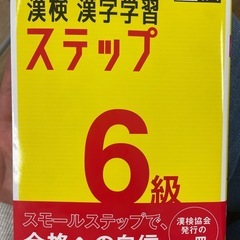 漢検 漢字学習
ステップ
6級
スモールステップで、
合格への自信
漢検協会
発行の